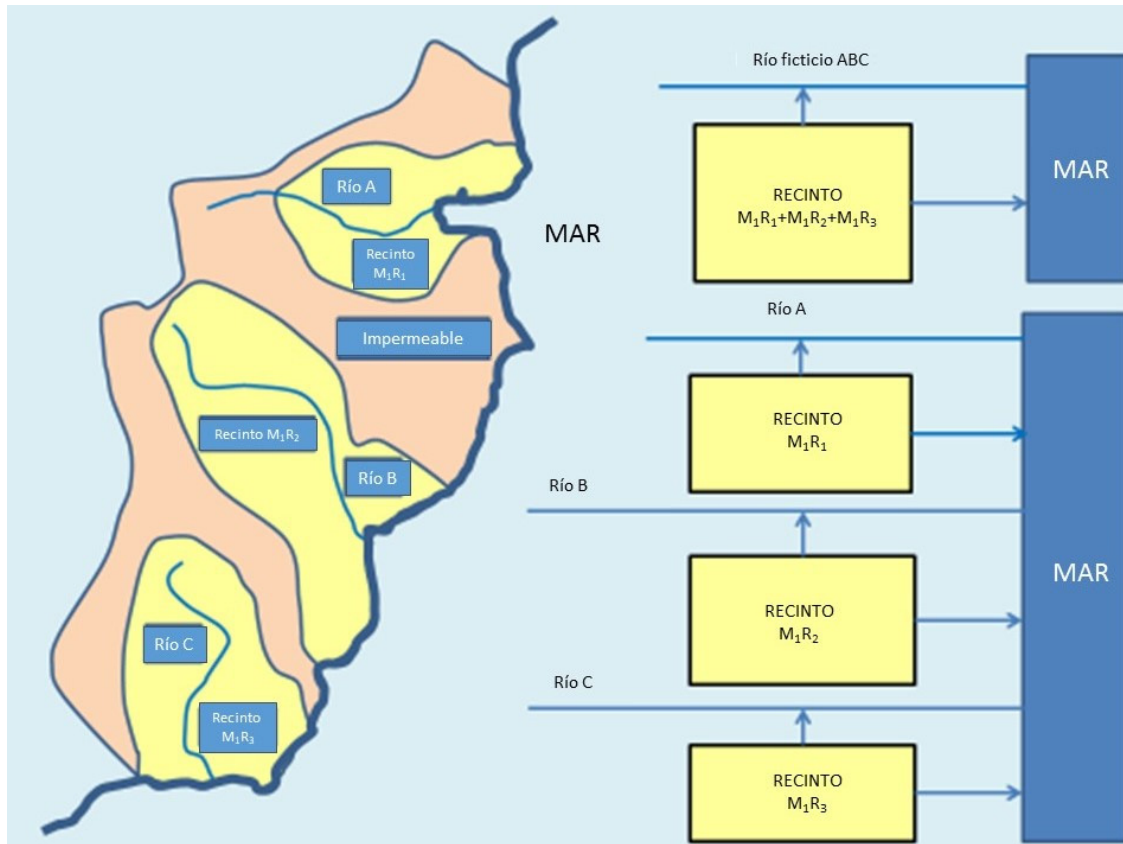 Río A
Recinto
M₁R₁
Impermeable
Recinto M₁R₂
Río B
Río C
Recinto
M₁R₃
MAR
Río ficticio ABC
RECINTO
M₁R₁+M₁R₂+M₁R₃
MAR
Río A
RECINTO
M₁R₁
Río B
RECINTO
M₁R₂
MAR
Río C
RECINTO
M₁R₃